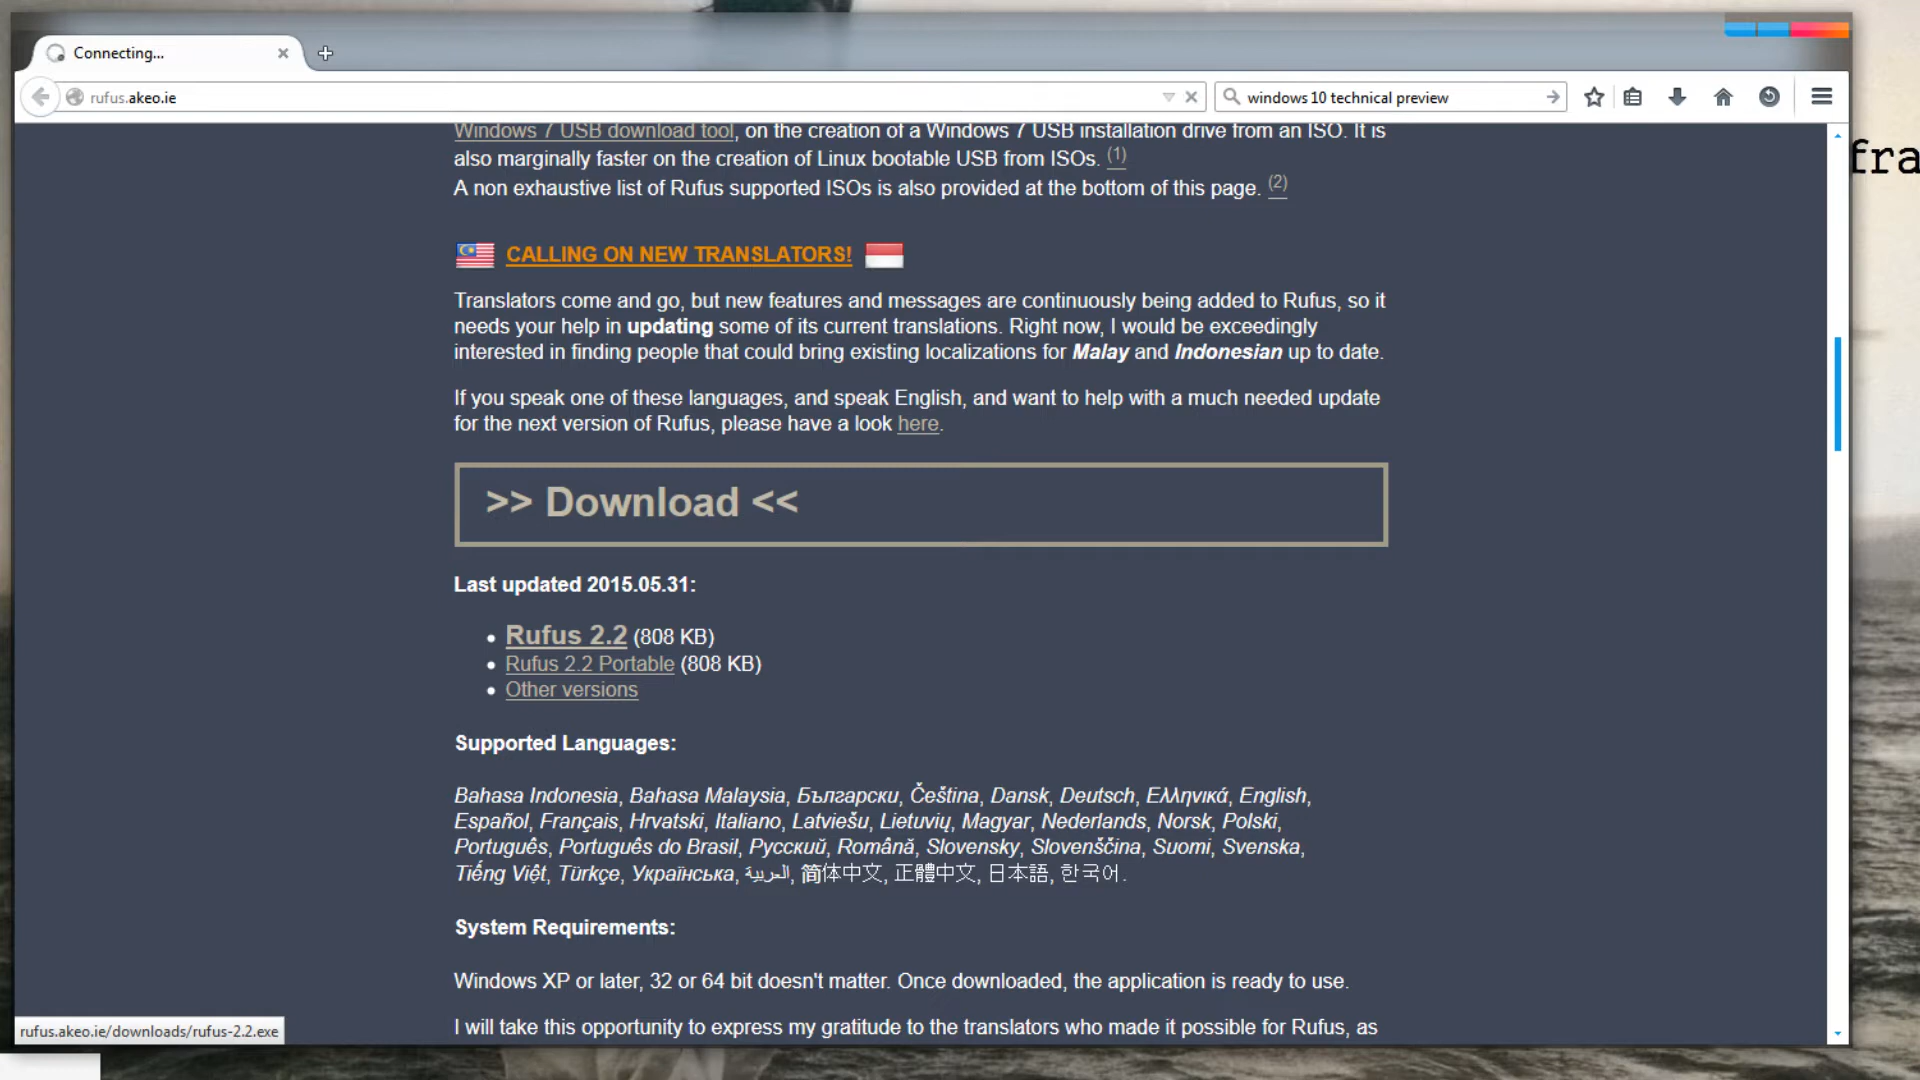 Connecting...
rufus.akeo.ie
windows 10 technical preview
Windows 7 USB download tool, on the creation of a Windows 7 USB installation drive from an ISO. It is
also marginally faster on the creation of Linux bootable USB from ISOs. (1)
A non exhaustive list of Rufus supported ISOs is also provided at the bottom of this page. (2)
fra
CALLING ON NEW TRANSLATORS!
Translators come and go, but new features and messages are continuously being added to Rufus, so it
needs your help in updating some of its current translations. Right now, I would be exceedingly
interested in finding people that could bring existing localizations for Malay and Indonesian up to date.
If you speak one of these languages, and speak English, and want to help with a much needed update
for the next version of Rufus, please have a look here.
>> Download <<
Last updated 2015.05.31:
• Rufus 2.2 (808 KB)
• Rufus 2.2 Portable (808 KB)
• Other versions
Supported Languages:
Bahasa Indonesia, Bahasa Malaysia, Български, Čeština, Dansk, Deutsch, Ελληνικά, English,
Español, Français, Hrvatski, Italiano, Latviešu, Lietuvių, Magyar, Nederlands, Norsk, Polski,
Português, Português do Brasil, Русский, Română, Slovensky, Slovenščina, Suomi, Svenska,
Tiếng Việt, Türkçe, Українська, العربية, 简体中文, 正體中文, 日本語, 한국어.
System Requirements:
Windows XP or later, 32 or 64 bit doesn't matter. Once downloaded, the application is ready to use.
I will take this opportunity to express my gratitude to the translators who made it possible for Rufus, as
rufus.akeo.ie/downloads/rufus-2.2.exe